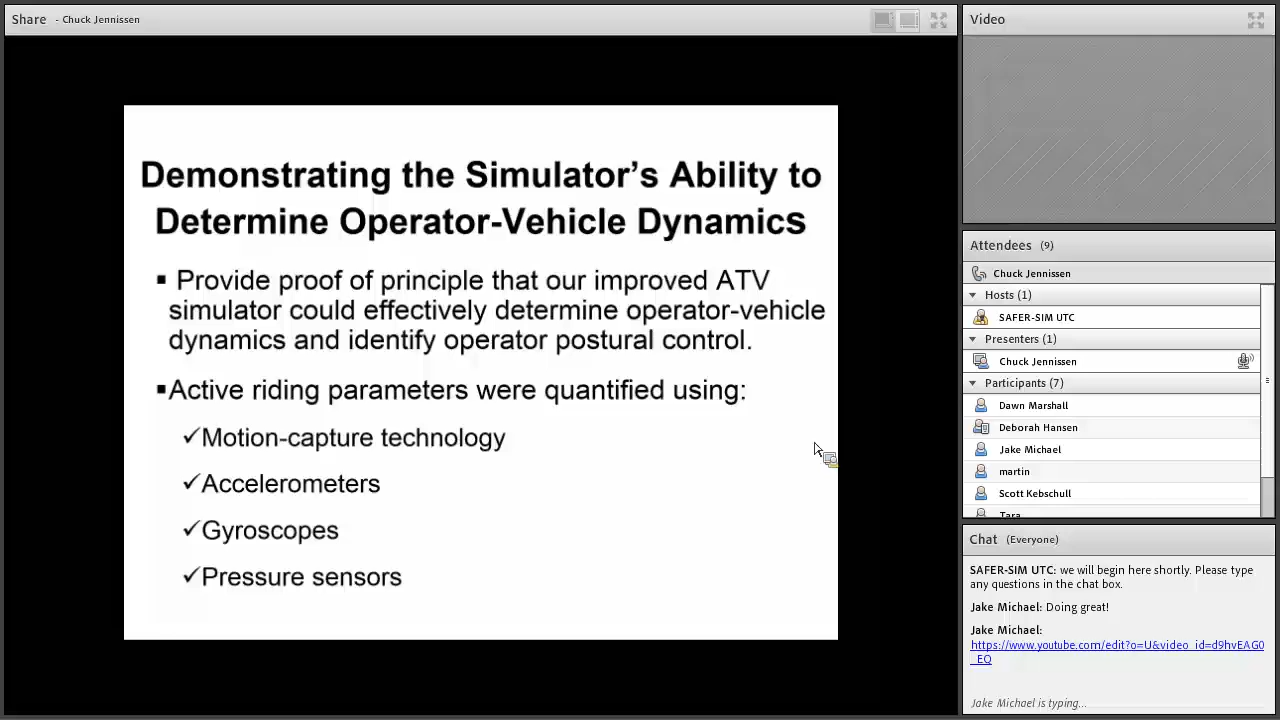 Share - Chuck Jennissen
Demonstrating the Simulator’s Ability to
Determine Operator-Vehicle Dynamics
▪ Provide proof of principle that our improved ATV
simulator could effectively determine operator-vehicle
dynamics and identify operator postural control.
▪Active riding parameters were quantified using:
✓Motion-capture technology
✓Accelerometers
✓Gyroscopes
✓Pressure sensors
Video
Attendees (9)
Chuck Jennissen
Hosts (1)
SAFER-SIM UTC
Presenters (1)
Chuck Jennissen
Participants (7)
Dawn Marshall
Deborah Hansen
Jake Michael
martin
Scott Kebschull
Tara
Chat (Everyone)
SAFER-SIM UTC: we will begin here shortly. Please type
any questions in the chat box.
Jake Michael: Doing great!
Jake Michael:
https://www.youtube.com/edit?o=U&video_id=d9hvEAG0
_EQ
Jake Michael is typing...